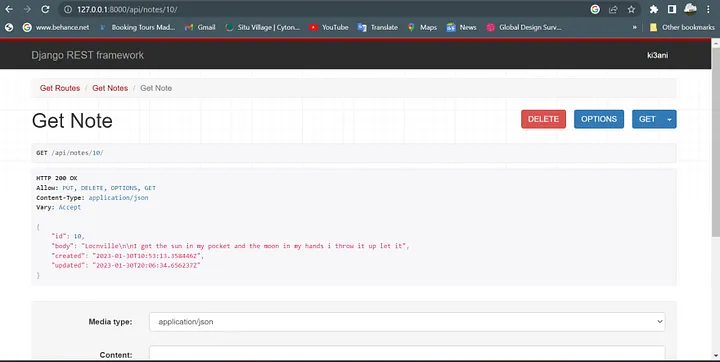 127.0.0.1:8000/api/notes/10/
www.behance.net
Booking Tours Mad...
Gmail
Situ Village | Cyton...
YouTube
Translate
Maps
News
Global Design Surv...
»
Other bookmarks
Django REST framework
ki3ani
Get Routes / Get Notes / Get Note
Get Note
DELETE
OPTIONS
GET
GET /api/notes/10/
HTTP 200 OK
Allow: PUT, DELETE, OPTIONS, GET
Content-Type: application/json
Vary: Accept
{
"id": 10,
"body": "Locnville\n\nI got the sun in my pocket and the moon in my hands i throw it up let it",
"created": "2023-01-30T10:53:13.358446Z",
"updated": "2023-01-30T20:06:34.656237Z"
}
Media type:
application/json
Content: